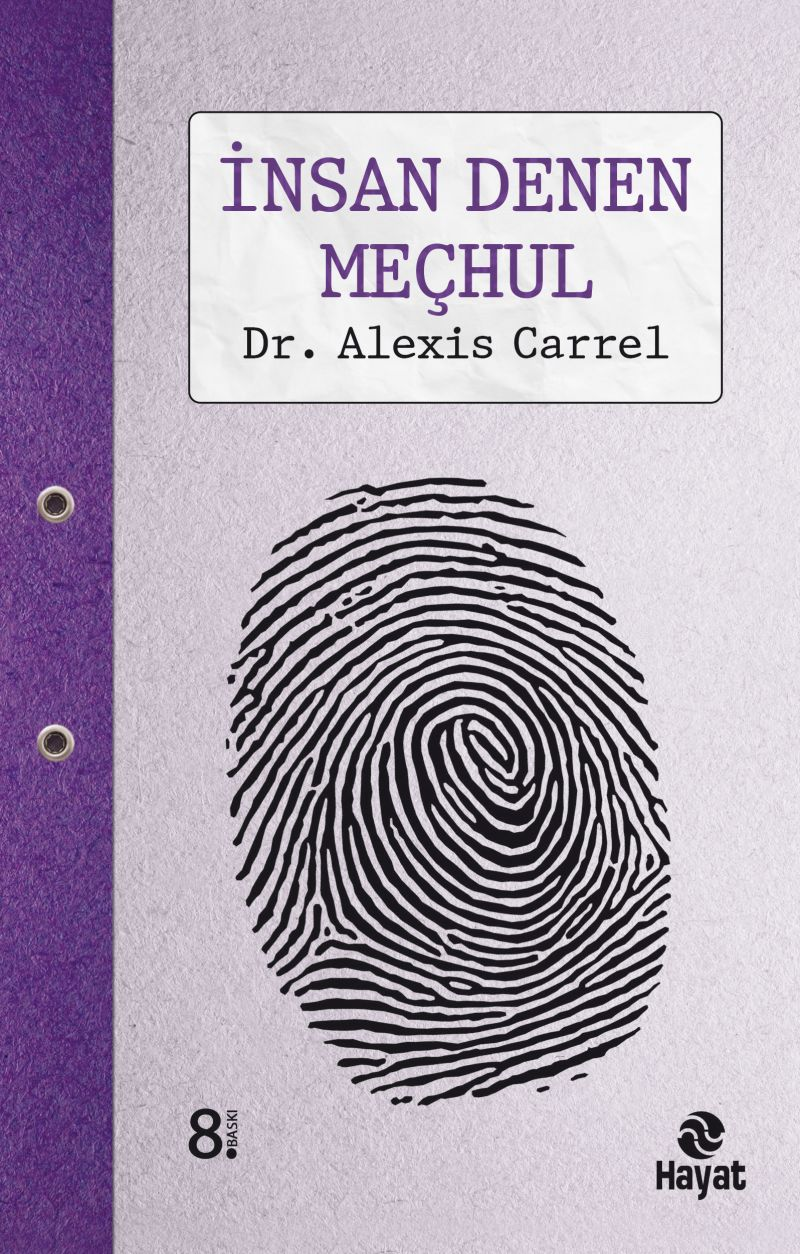 İNSAN DENEN
MEÇHUL
Dr. Alexis Carrel
8.
BASKI
Hayat